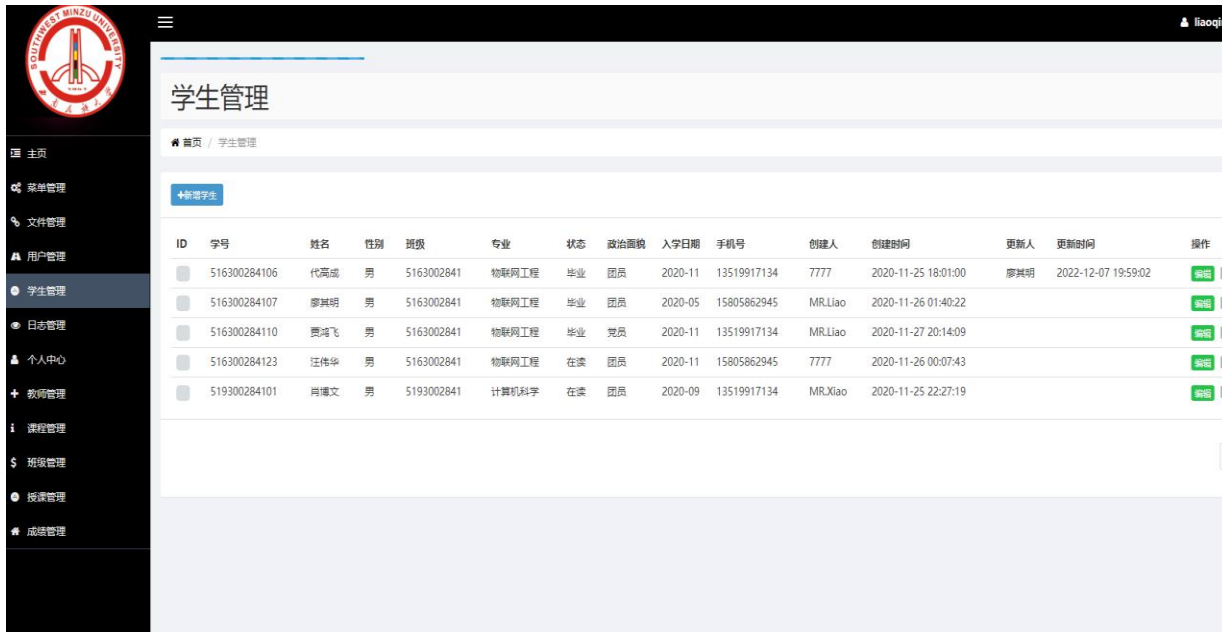 SOUTHWEST MINZU UNIVERSITY
liaoqi
学生管理
首页 / 学生管理
主页
菜单管理
文件管理
用户管理
学生管理
日志管理
个人中心
教师管理
课程管理
班级管理
授课管理
成绩管理
+新增学生
ID 学号 姓名 性别 班级 专业 状态 政治面貌 入学日期 手机号 创建人 创建时间 更新人 更新时间 操作
516300284106 代高成 男 5163002841 物联网工程 毕业 团员 2020-11 13519917134 7777 2020-11-25 18:01:00 廖其明 2022-12-07 19:59:02 编辑
516300284107 廖其明 男 5163002841 物联网工程 毕业 团员 2020-05 15805862945 MR.Liao 2020-11-26 01:40:22 编辑
516300284110 贾鸿飞 男 5163002841 物联网工程 毕业 党员 2020-11 13519917134 MR.Liao 2020-11-27 20:14:09 编辑
516300284123 汪伟华 男 5163002841 物联网工程 在读 团员 2020-11 15805862945 7777 2020-11-26 00:07:43 编辑
519300284101 肖博文 男 5193002841 计算机科学 在读 团员 2020-09 13519917134 MR.Xiao 2020-11-25 22:27:19 编辑